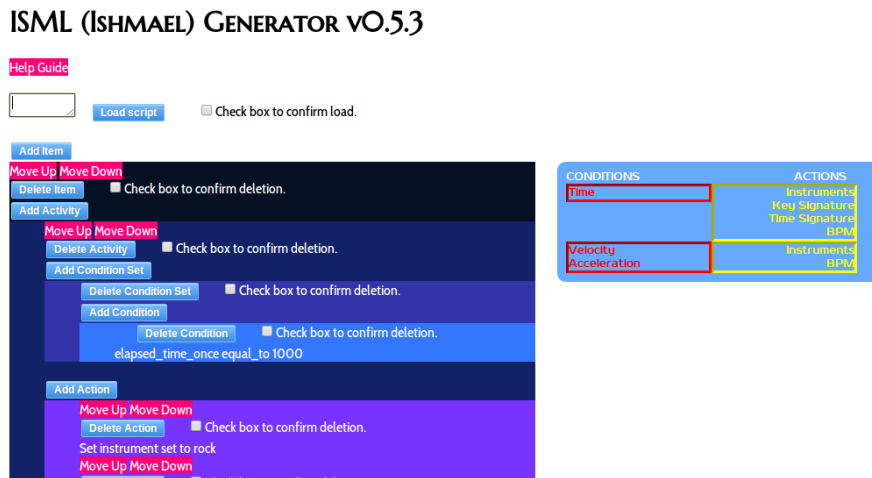 ISML (Ishmael) Generator v0.5.3
Help Guide
Load script Check box to confirm load.
Add Item
Move Up Move Down
Delete Item Check box to confirm deletion.
Add Activity
Move Up Move Down
Delete Activity Check box to confirm deletion.
Add Condition Set
Delete Condition Set Check box to confirm deletion.
Add Condition
Delete Condition Check box to confirm deletion.
elapsed_time_once equal_to 1000
Add Action
Move Up Move Down
Delete Action Check box to confirm deletion.
Set instrument set to rock
Move Up Move Down
CONDITIONS ACTIONS
Time Instruments
Key Signature
Time Signature
BPM
Velocity Instruments
Acceleration BPM